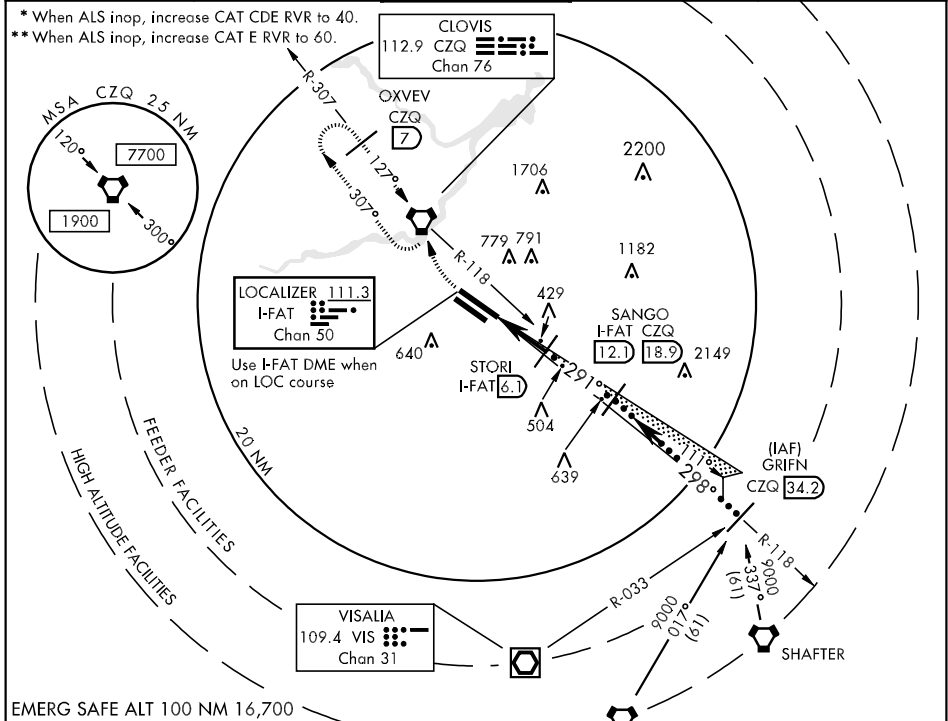 * When ALS inop, increase CAT CDE RVR to 40.
** When ALS inop, increase CAT E RVR to 60.
CLOVIS
112.9 CZQ
Chan 76
MSA CZQ 25 NM
120°
7700
1900
300°
R-307
OXVEV
CZQ
7
127°
307°
1706
2200
779
791
1182
R-118
429
LOCALIZER 111.3
I-FAT
Chan 50
Use I-FAT DME when
on LOC course
640
SANGO
I-FAT CZQ
12.1
18.9
2149
STORI
I-FAT 6.1
291°
504
639
111°
298°
(IAF)
GRIFN
CZQ 34.2
20 NM
FEEDER FACILITIES
HIGH ALTITUDE FACILITIES
R-118
R-033
9000
017°
(61)
9000
337°
(61)
VISALIA
109.4 VIS
Chan 31
SHAFTER
EMERG SAFE ALT 100 NM 16,700